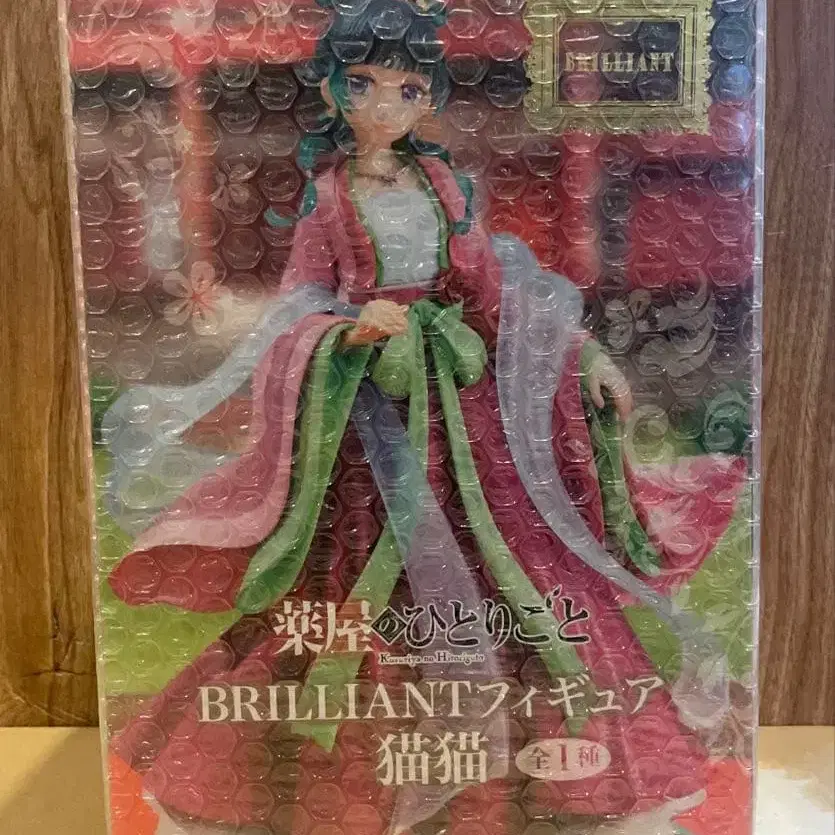 BRILLIANT
薬屋のひとりごと
Kusuriya no Hitorigoto
BRILLIANTフィギュア
猫猫 全1種